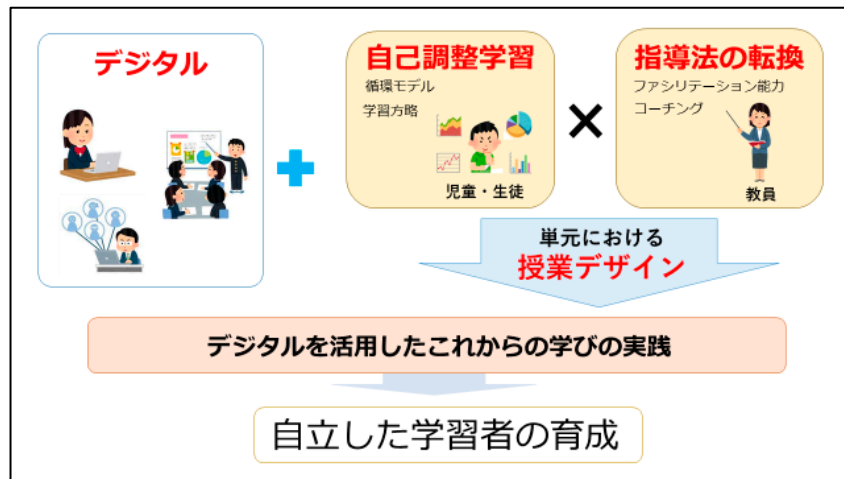 デジタル
自己調整学習
循環モデル
学習方略
児童・生徒
指導法の転換
ファシリテーション能力
コーチング
教員
単元における
授業デザイン
デジタルを活用したこれからの学びの実践
自立した学習者の育成